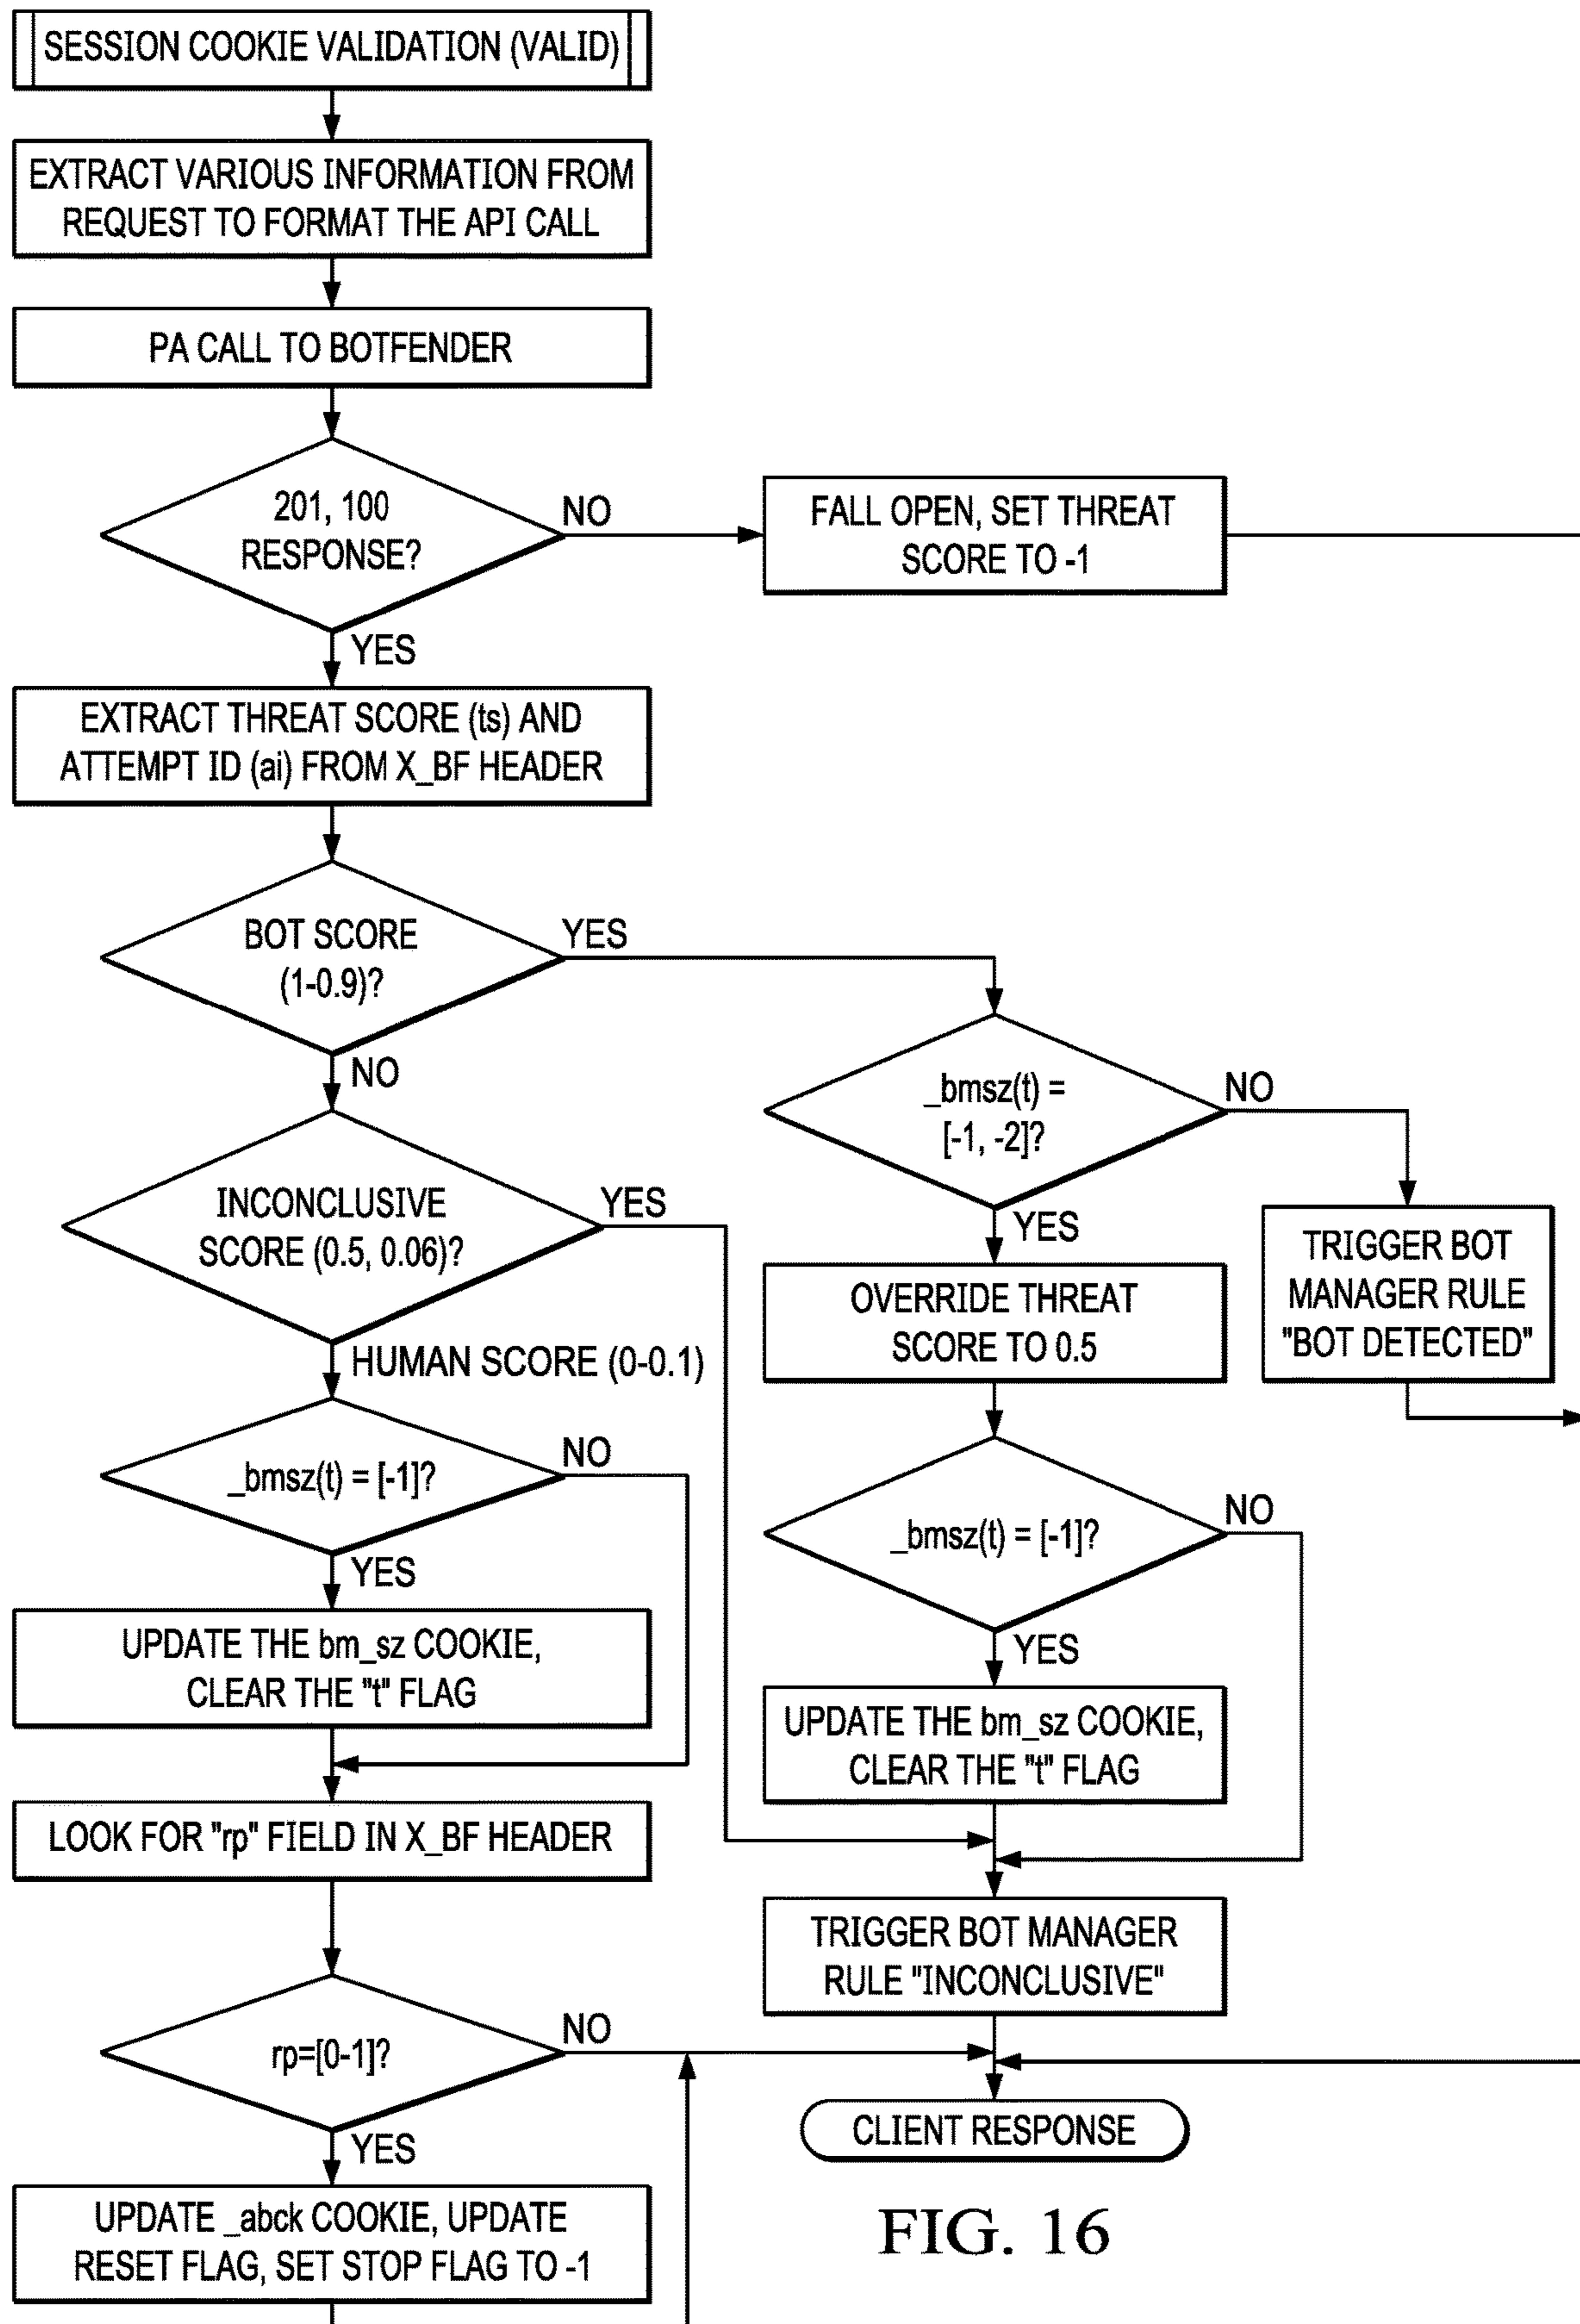 SESSION COOKIE VALIDATION (VALID)
EXTRACT VARIOUS INFORMATION FROM
REQUEST TO FORMAT THE API CALL
PA CALL TO BOTFENDER
201, 100
RESPONSE?
NO
FALL OPEN, SET THREAT
SCORE TO -1
YES
EXTRACT THREAT SCORE (ts) AND
ATTEMPT ID (ai) FROM X_BF HEADER
BOT SCORE
(1-0.9)?
YES
NO
_bmsz(t) =
[-1, -2]?
NO
YES
TRIGGER BOT
MANAGER RULE
"BOT DETECTED"
INCONCLUSIVE
SCORE (0.5, 0.06)?
YES
OVERRIDE THREAT
SCORE TO 0.5
HUMAN SCORE (0-0.1)
_bmsz(t) = [-1]?
NO
YES
_bmsz(t) = [-1]?
NO
YES
UPDATE THE bm_sz COOKIE,
CLEAR THE "t" FLAG
UPDATE THE bm_sz COOKIE,
CLEAR THE "t" FLAG
LOOK FOR "rp" FIELD IN X_BF HEADER
TRIGGER BOT MANAGER
RULE "INCONCLUSIVE"
rp=[0-1]?
NO
YES
CLIENT RESPONSE
UPDATE _abck COOKIE, UPDATE
RESET FLAG, SET STOP FLAG TO -1
FIG. 16